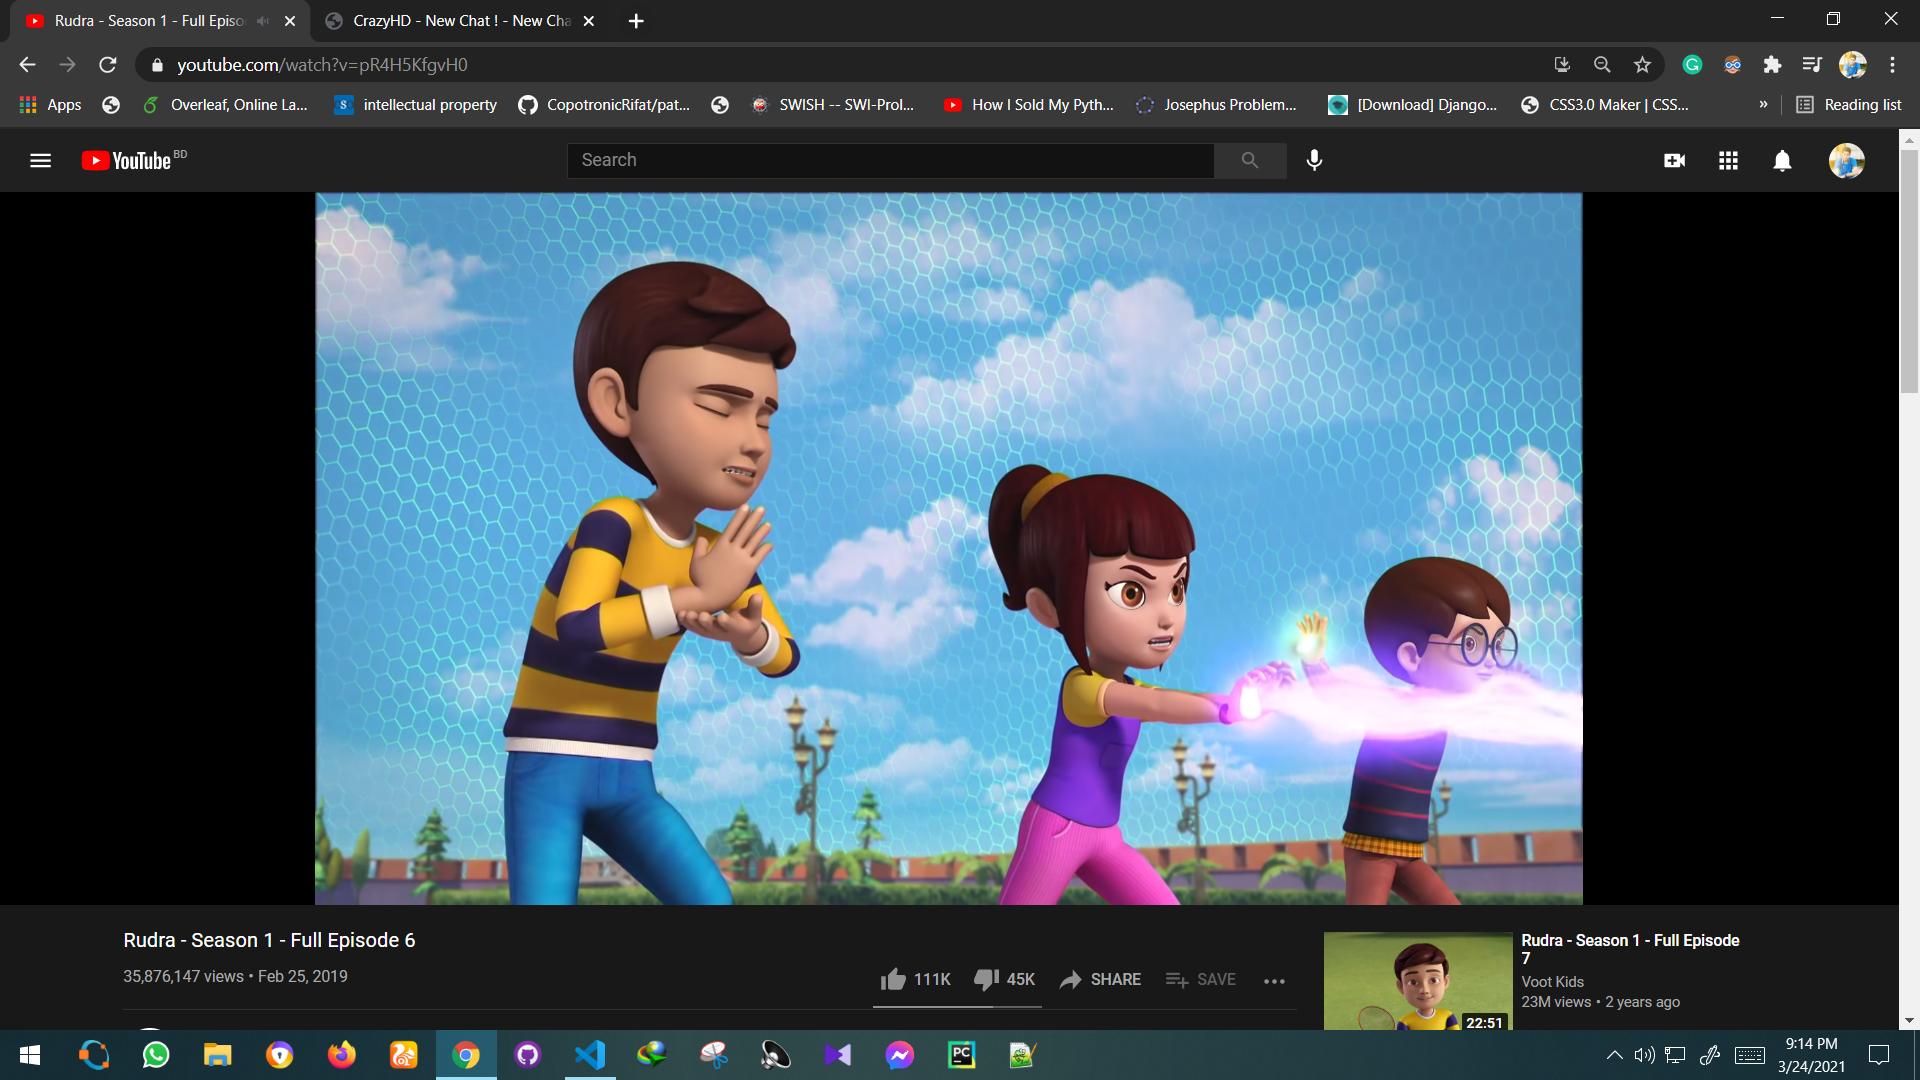 Rudra - Season 1 - Full Episo
CrazyHD - New Chat ! - New Cha
youtube.com/watch?v=pR4H5KfgvH0
Apps
Overleaf, Online La...
intellectual property
CopotronicRifat/pat...
SWISH -- SWI-Prol...
How I Sold My Pyth...
Josephus Problem...
[Download] Django...
CSS3.0 Maker | CSS...
»
Reading list
YouTube BD
Search
Rudra - Season 1 - Full Episode 6
35,876,147 views • Feb 25, 2019
111K
45K
SHARE
SAVE
Rudra - Season 1 - Full Episode
7
Voot Kids
23M views • 2 years ago
22:51
9:14 PM
3/24/2021